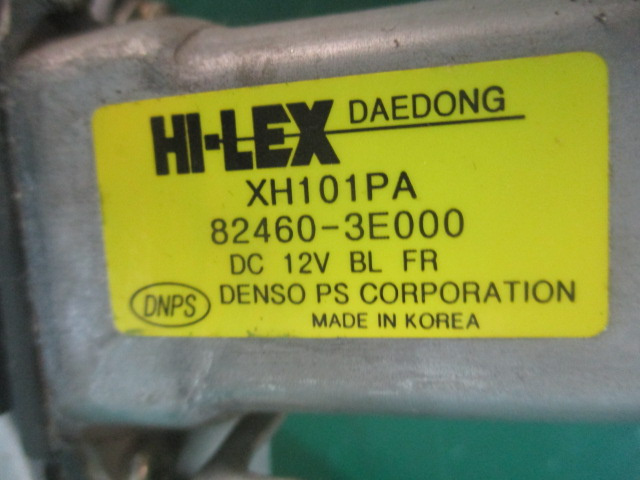 HI-LEX DAEDONG
XH101PA
82460-3E000
DC 12V BL FR
DNPS DENSO PS CORPORATION
MADE IN KOREA